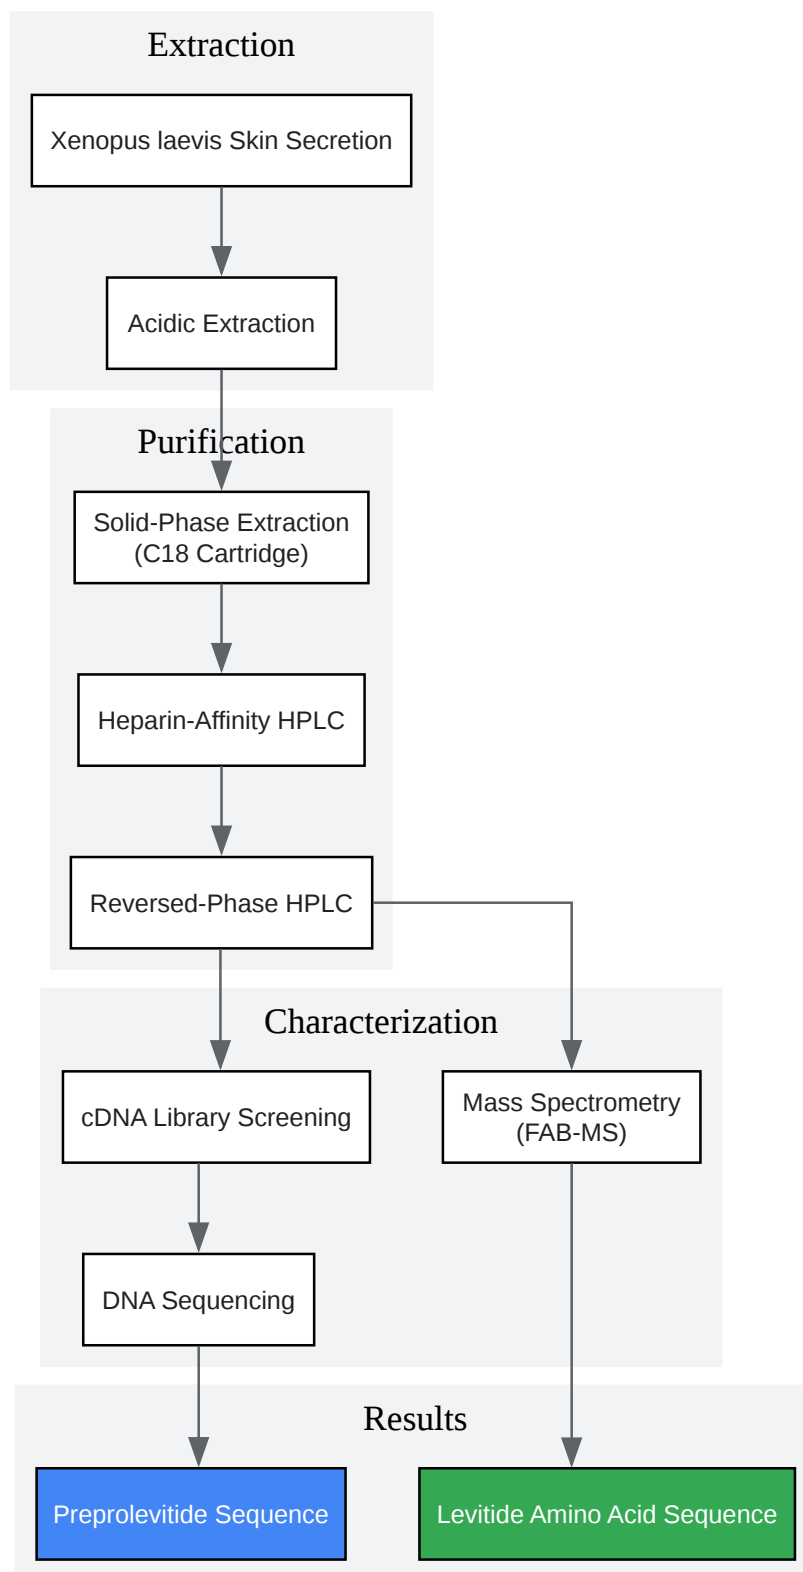 Extraction
Xenopus laevis Skin Secretion
Acidic Extraction
Purification
Solid-Phase Extraction
(C18 Cartridge)
Heparin-Affinity HPLC
Reversed-Phase HPLC
Characterization
cDNA Library Screening
Mass Spectrometry
(FAB-MS)
DNA Sequencing
Results
Preprolevitide Sequence
Levitide Amino Acid Sequence